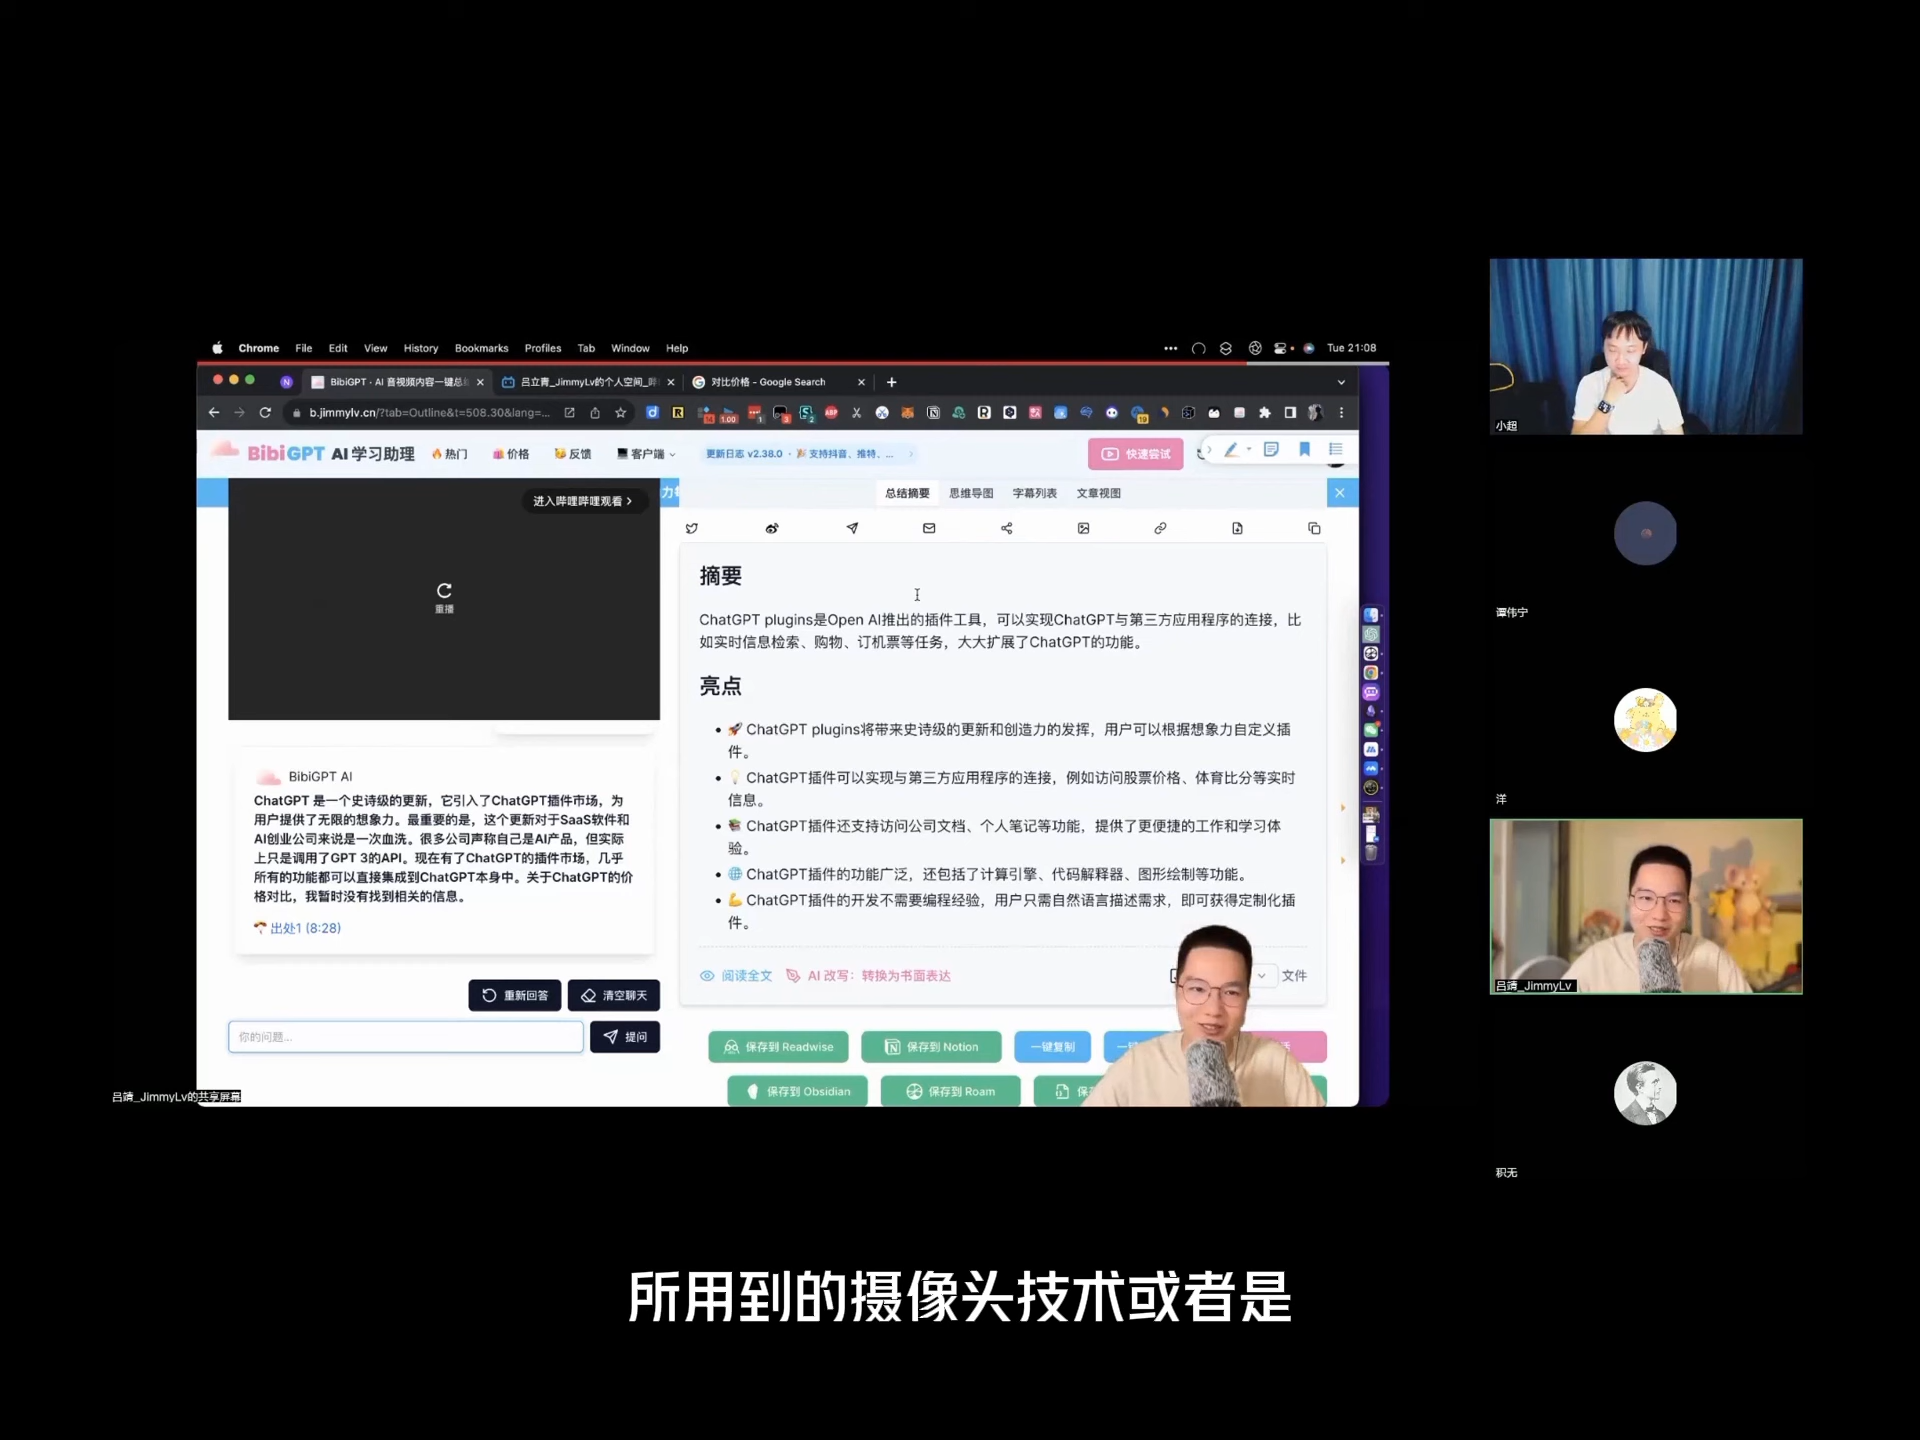 Chrome File Edit View History Bookmarks Profiles Tab Window Help
Tue 21:08
BibiGPT · AI 音视频内容一键总
吕立青_JimmyLv的个人空间_哔
对比价格 - Google Search
b.jimmylv.cn/?tab=Outline&t=508.30&lang=...
BibiGPT AI 学习助理
热门
价格
反馈
客户端
更新日志 v2.38.0 · 🎉 支持抖音、推特、...
快速尝试
进入哔哩哔哩观看
重播
总结摘要
思维导图
字幕列表
文章视图
摘要
ChatGPT plugins是Open AI推出的插件工具，可以实现ChatGPT与第三方应用程序的连接，比
如实时信息检索、购物、订机票等任务，大大扩展了ChatGPT的功能。
亮点
🚀 ChatGPT plugins将带来史诗级的更新和创造力的发挥，用户可以根据想象力自定义插
件。
💡 ChatGPT插件可以实现与第三方应用程序的连接，例如访问股票价格、体育比分等实时
信息。
📚 ChatGPT插件还支持访问公司文档、个人笔记等功能，提供了更便捷的工作和学习体
验。
🌐 ChatGPT插件的功能广泛，还包括了计算引擎、代码解释器、图形绘制等功能。
💪 ChatGPT插件的开发不需要编程经验，用户只需自然语言描述需求，即可获得定制化插
件。
阅读全文
AI 改写：转换为书面表达
文件
保存到 Readwise
保存到 Notion
一键复制
保存到 Obsidian
保存到 Roam
BibiGPT AI
ChatGPT 是一个史诗级的更新，它引入了ChatGPT插件市场，为
用户提供了无限的想象力。最重要的是，这个更新对于SaaS软件和
AI创业公司来说是一次血洗。很多公司声称自己是AI产品，但实际
上只是调用了GPT 3的API。现在有了ChatGPT的插件市场，几乎
所有的功能都可以直接集成到ChatGPT本身中。关于ChatGPT的价
格对比，我暂时没有找到相关的信息。
出处1 (8:28)
重新回答
清空聊天
你的问题...
提问
吕靖_JimmyLv的共享屏幕
小超
谭伟宁
洋
吕靖_JimmyLv
积无
所用到的摄像头技术或者是